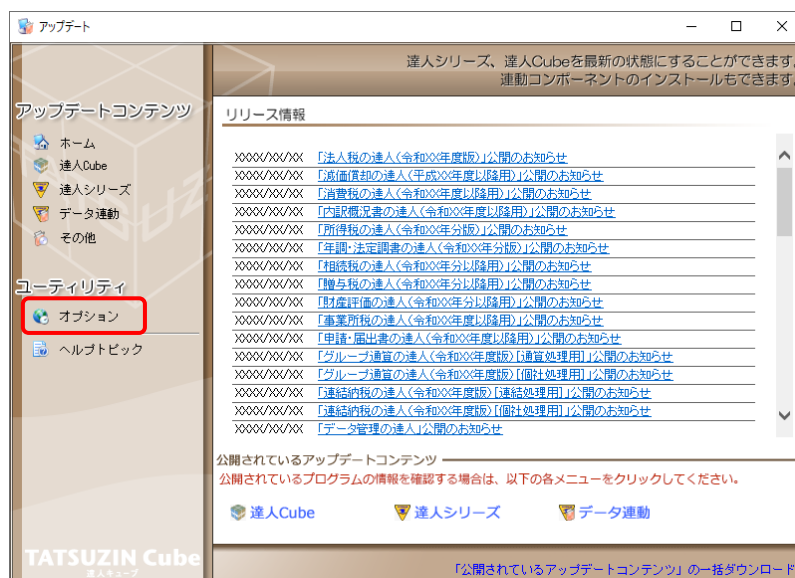 アップデート
達人シリーズ、達人Cubeを最新の状態にすることができます。
連動コンポーネントのインストールもできます。
アップデートコンテンツ
ホーム
達人Cube
達人シリーズ
データ連動
その他
ユーティリティ
オプション
ヘルプトピック
リリース情報
XXXX/XX/XX 「法人税の達人(令和XX年度版)」公開のお知らせ
XXXX/XX/XX 「減価償却の達人(平成XX年度以降用)」公開のお知らせ
XXXX/XX/XX 「消費税の達人(令和XX年度以降用)」公開のお知らせ
XXXX/XX/XX 「内訳概況書の達人(令和XX年度以降用)」公開のお知らせ
XXXX/XX/XX 「所得税の達人(令和XX年分版)」公開のお知らせ
XXXX/XX/XX 「年調・法定調書の達人(令和XX年分版)」公開のお知らせ
XXXX/XX/XX 「相続税の達人(令和XX年分以降用)」公開のお知らせ
XXXX/XX/XX 「贈与税の達人(令和XX年分以降用)」公開のお知らせ
XXXX/XX/XX 「財産評価の達人(令和XX年分以降用)」公開のお知らせ
XXXX/XX/XX 「事業所税の達人(令和XX年度以降用)」公開のお知らせ
XXXX/XX/XX 「申請・届出書の達人(令和XX年度以降用)」公開のお知らせ
XXXX/XX/XX 「グループ通算の達人(令和XX年度版)[通算処理用]」公開のお知らせ
XXXX/XX/XX 「グループ通算の達人(令和XX年度版)[個社処理用]」公開のお知らせ
XXXX/XX/XX 「連結納税の達人(令和XX年度版)[連結処理用]」公開のお知らせ
XXXX/XX/XX 「連結納税の達人(令和XX年度版)[個社処理用]」公開のお知らせ
XXXX/XX/XX 「データ管理の達人」公開のお知らせ
公開されているアップデートコンテンツ
公開されているプログラムの情報を確認する場合は、以下の各メニューをクリックしてください。
達人Cube 達人シリーズ データ連動
TATSUZIN Cube
達人キューブ
「公開されているアップデートコンテンツ」の一括ダウンロード